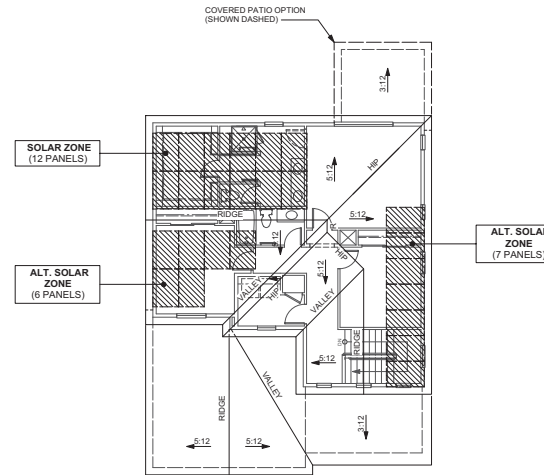 COVERED PATIO OPTION
(SHOWN DASHED)
3:12
SOLAR ZONE
(12 PANELS)
HIP
5:12
RIDGE
5:12
5:12
ALT. SOLAR
ZONE
(7 PANELS)
HIP
5:12
ALT. SOLAR
ZONE
(6 PANELS)
VALLEY
HIP
VALLEY
RIDGE
DN
5:12
VALLEY
RIDGE
3:12
5:12
5:12